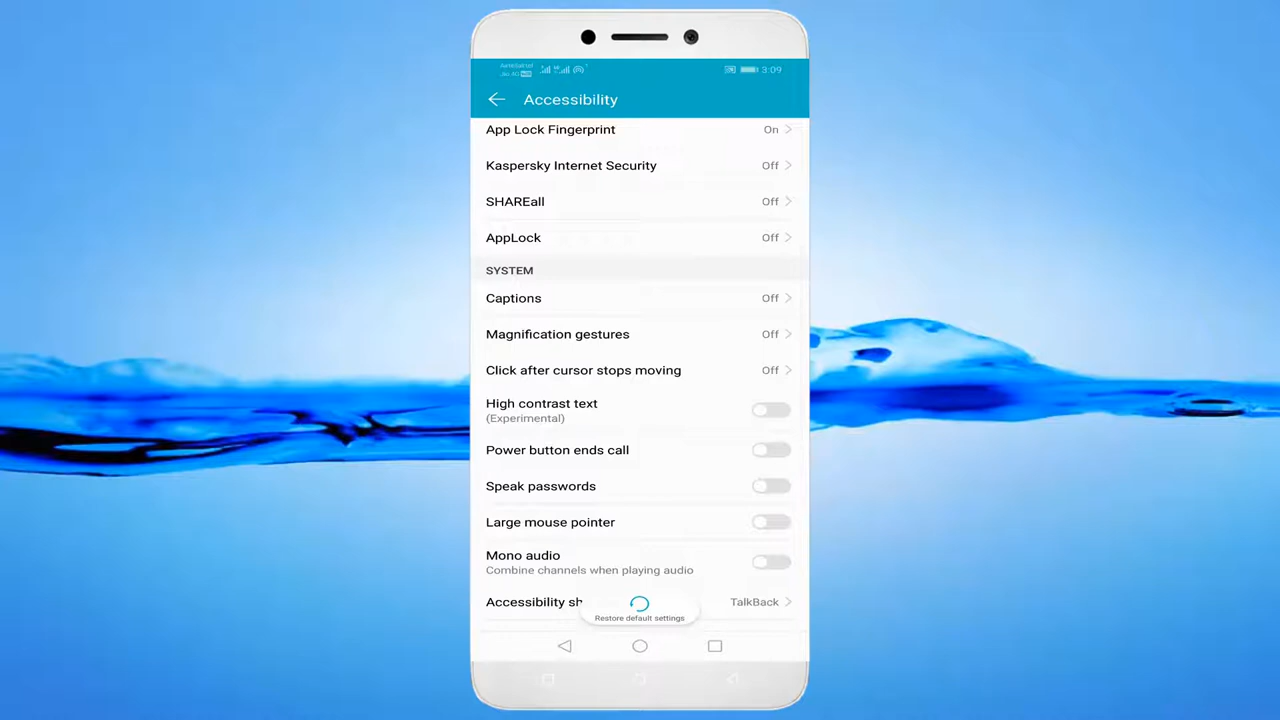 3:09
Accessibility
App Lock Fingerprint On
Kaspersky Internet Security Off
SHAREall Off
AppLock Off
SYSTEM
Captions Off
Magnification gestures Off
Click after cursor stops moving Off
High contrast text
(Experimental)
Power button ends call
Speak passwords
Large mouse pointer
Mono audio
Combine channels when playing audio
Accessibility sh TalkBack
Restore default settings